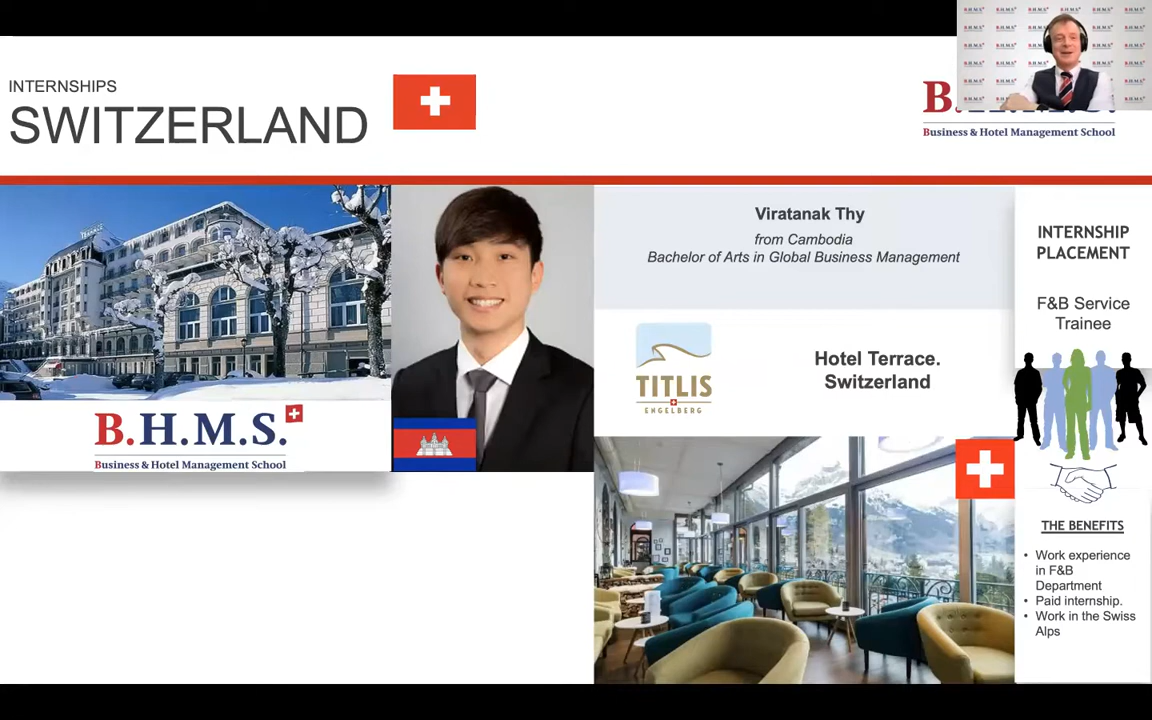 INTERNSHIPS
SWITZERLAND
Business & Hotel Management School
Viratanak Thy
from Cambodia
Bachelor of Arts in Global Business Management
INTERNSHIP
PLACEMENT
F&B Service
Trainee
TITLIS
ENGELBERG
Hotel Terrace.
Switzerland
B.H.M.S.
Business & Hotel Management School
THE BENEFITS
• Work experience
in F&B
Department
• Paid internship.
• Work in the Swiss
Alps